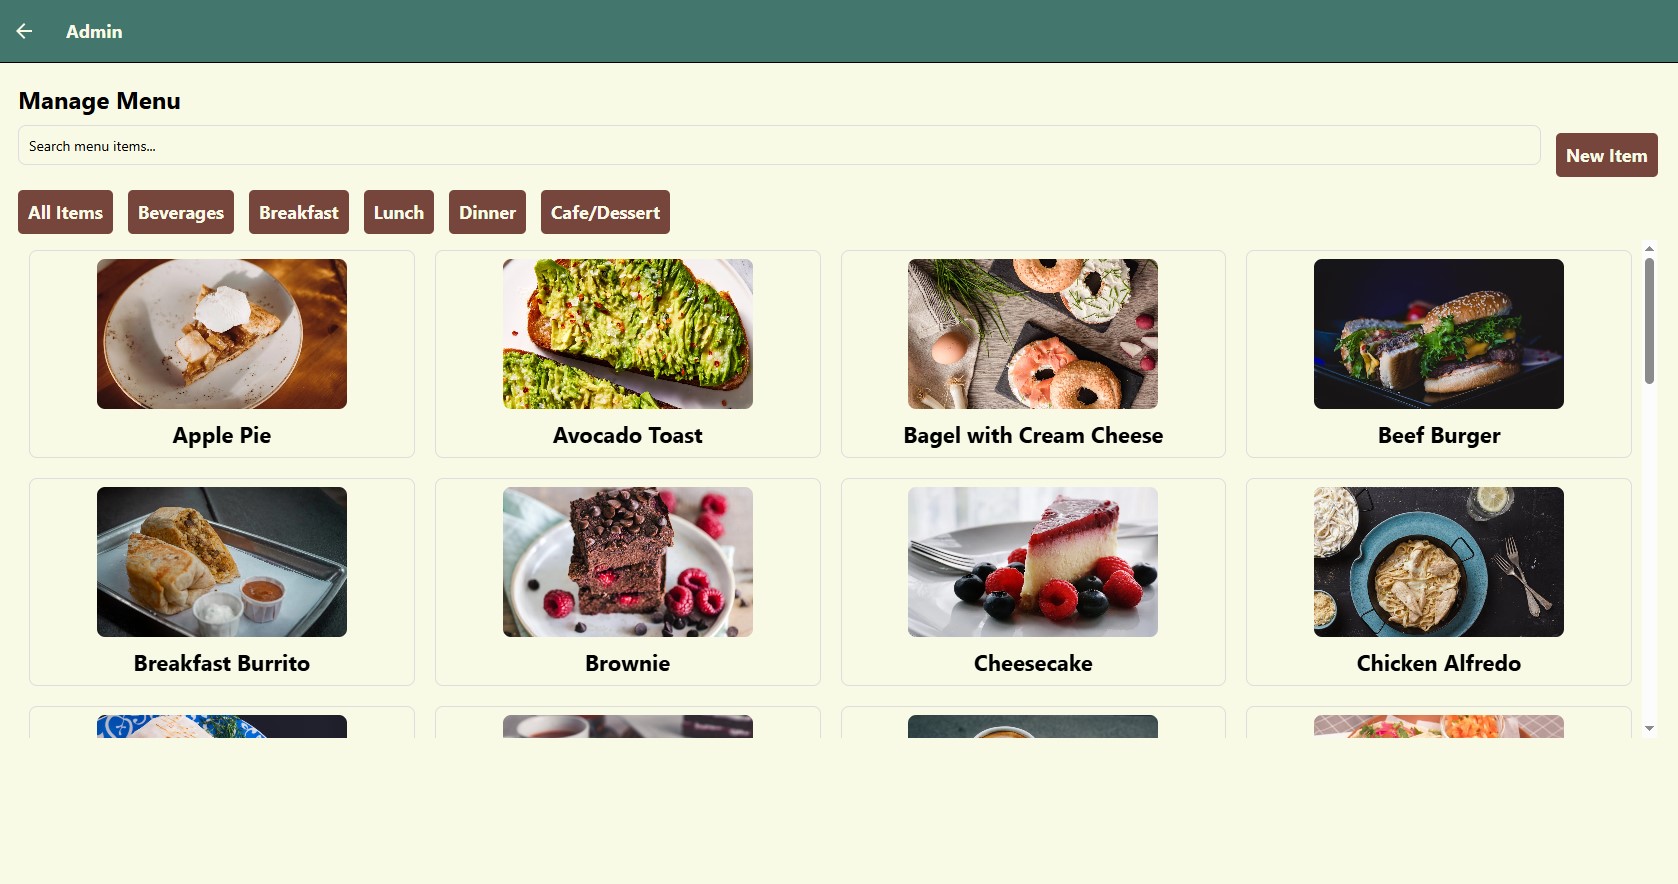 Admin
Manage Menu
Search menu items...
New Item
All Items
Beverages
Breakfast
Lunch
Dinner
Cafe/Dessert
Apple Pie
Avocado Toast
Bagel with Cream Cheese
Beef Burger
Breakfast Burrito
Brownie
Cheesecake
Chicken Alfredo